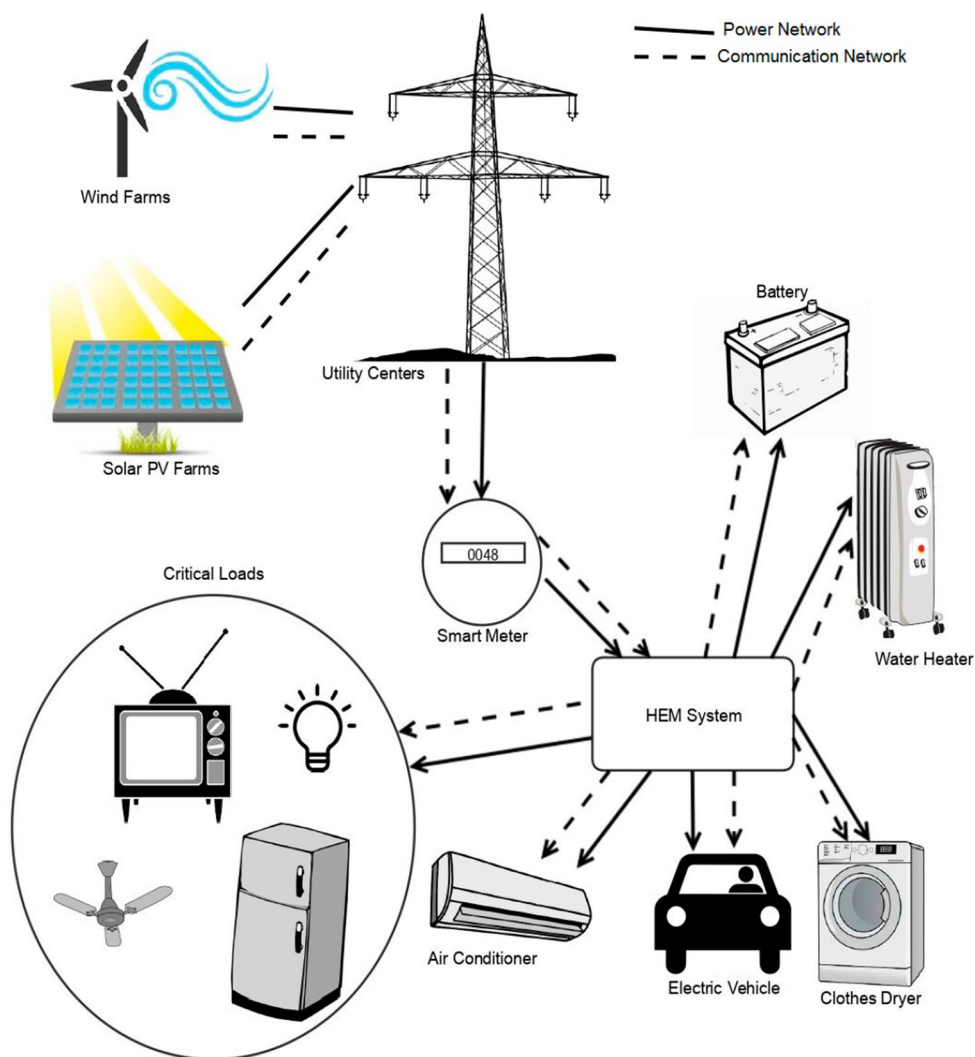 Power Network
Communication Network
Wind Farms
Utility Centers
Solar PV Farms
Battery
0048
Smart Meter
Water Heater
Critical Loads
HEM System
Air Conditioner
Electric Vehicle
Clothes Dryer